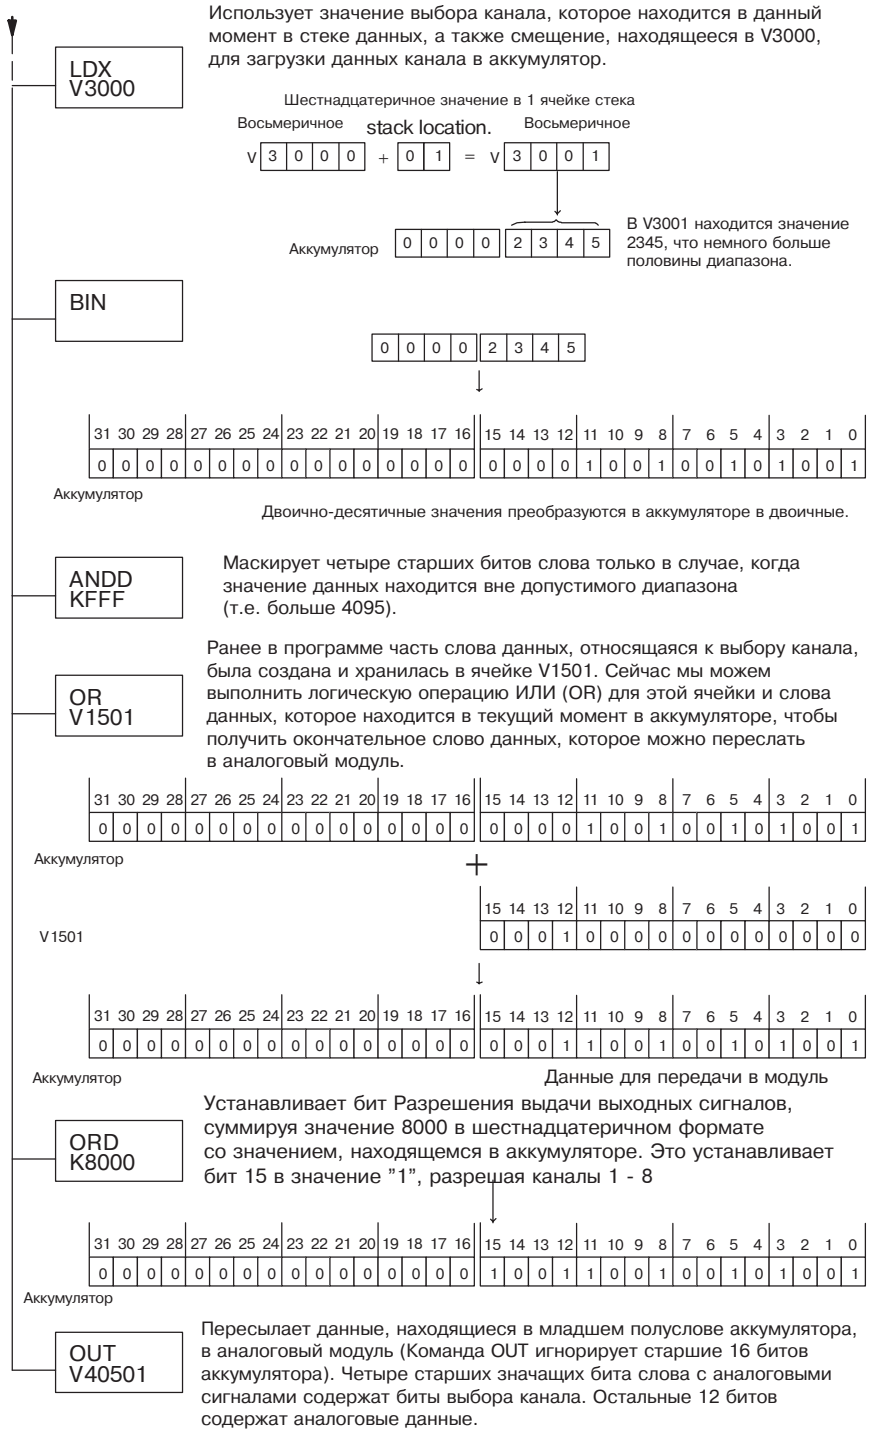 Использует значение выбора канала, которое находится в данный
момент в стеке данных, а также смещение, находящееся в V3000,
для загрузки данных канала в аккумулятор.
LDX
V3000
Шестнадцатеричное значение в 1 ячейке стека
Восьмеричное stack location. Восьмеричное
V 3 0 0 0 + 0 1 = V 3 0 0 1
Аккумулятор 0 0 0 0 2 3 4 5
В V3001 находится значение
2345, что немного больше
половины диапазона.
BIN
0 0 0 0 2 3 4 5
31 30 29 28 27 26 25 24 23 22 21 20 19 18 17 16 15 14 13 12 11 10 9 8 7 6 5 4 3 2 1 0
0 0 0 0 0 0 0 0 0 0 0 0 0 0 0 0 0 0 0 0 1 0 0 1 0 0 1 0 1 0 0 1
Аккумулятор
Двоично-десятичные значения преобразуются в аккумуляторе в двоичные.
ANDD
KFFF
Маскирует четыре старших битов слова только в случае, когда
значение данных находится вне допустимого диапазона
(т.е. больше 4095).
Ранее в программе часть слова данных, относящаяся к выбору канала,
была создана и хранилась в ячейке V1501. Сейчас мы можем
выполнить логическую операцию ИЛИ (OR) для этой ячейки и слова
данных, которое находится в текущий момент в аккумуляторе, чтобы
получить окончательное слово данных, которое можно переслать
в аналоговый модуль.
OR
V1501
31 30 29 28 27 26 25 24 23 22 21 20 19 18 17 16 15 14 13 12 11 10 9 8 7 6 5 4 3 2 1 0
0 0 0 0 0 0 0 0 0 0 0 0 0 0 0 0 0 0 0 0 1 0 0 1 0 0 1 0 1 0 0 1
Аккумулятор
+
15 14 13 12 11 10 9 8 7 6 5 4 3 2 1 0
V1501 0 0 0 1 0 0 0 0 0 0 0 0 0 0 0 0
31 30 29 28 27 26 25 24 23 22 21 20 19 18 17 16 15 14 13 12 11 10 9 8 7 6 5 4 3 2 1 0
0 0 0 0 0 0 0 0 0 0 0 0 0 0 0 0 0 0 0 1 1 0 0 1 0 0 1 0 1 0 0 1
Аккумулятор Данные для передачи в модуль
Устанавливает бит Разрешения выдачи выходных сигналов,
суммируя значение 8000 в шестнадцатеричном формате
со значением, находящемся в аккумуляторе. Это устанавливает
бит 15 в значение "1", разрешая каналы 1 - 8
ORD
K8000
31 30 29 28 27 26 25 24 23 22 21 20 19 18 17 16 15 14 13 12 11 10 9 8 7 6 5 4 3 2 1 0
0 0 0 0 0 0 0 0 0 0 0 0 0 0 0 0 1 0 0 1 1 0 0 1 0 0 1 0 1 0 0 1
Аккумулятор
OUT
V40501
Пересылает данные, находящиеся в младшем полуслове аккумулятора,
в аналоговый модуль (Команда OUT игнорирует старшие 16 битов
аккумулятора). Четыре старших значащих бита слова с аналоговыми
сигналами содержат биты выбора канала. Остальные 12 битов
содержат аналоговые данные.